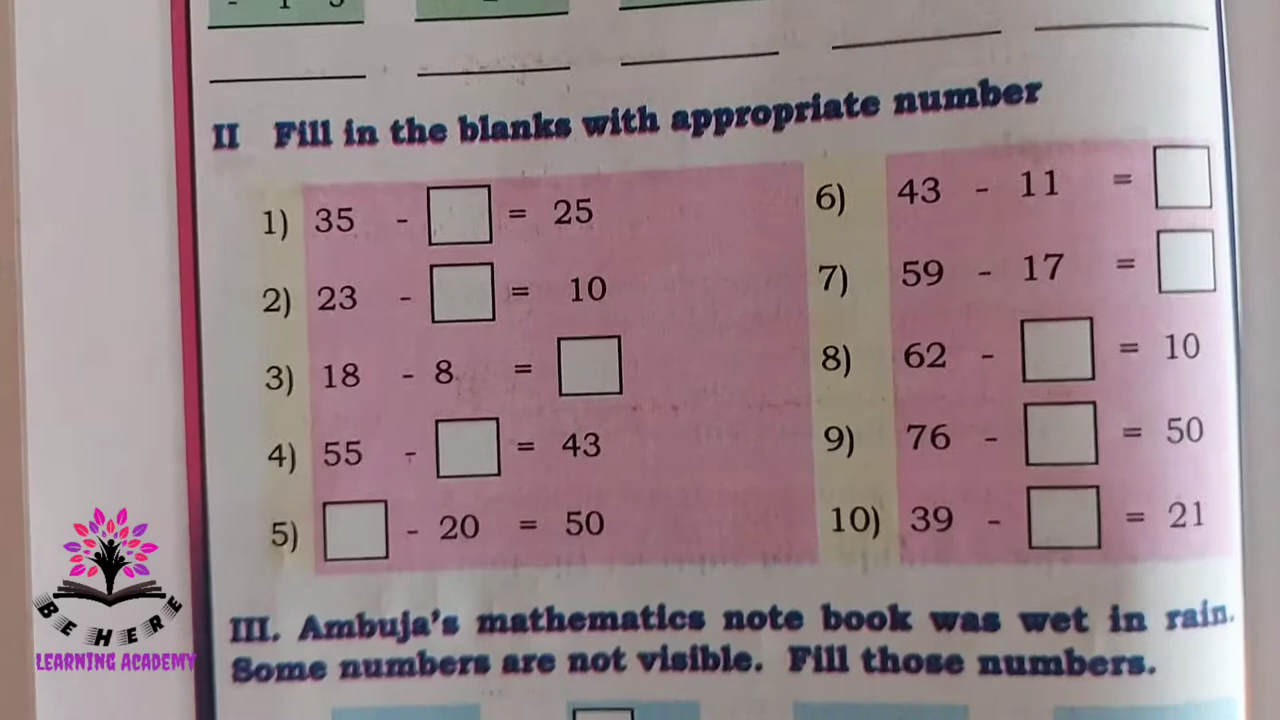 II Fill in the blanks with appropriate number
1) 35 - □ = 25
2) 23 - □ = 10
3) 18 - 8 = □
4) 55 - □ = 43
5) □ - 20 = 50
6) 43 - 11 = □
7) 59 - 17 = □
8) 62 - □ = 10
9) 76 - □ = 50
10) 39 - □ = 21
III. Ambuja's mathematics note book was wet in rain.
Some numbers are not visible. Fill those numbers.
BE HERE
LEARNING ACADEMY